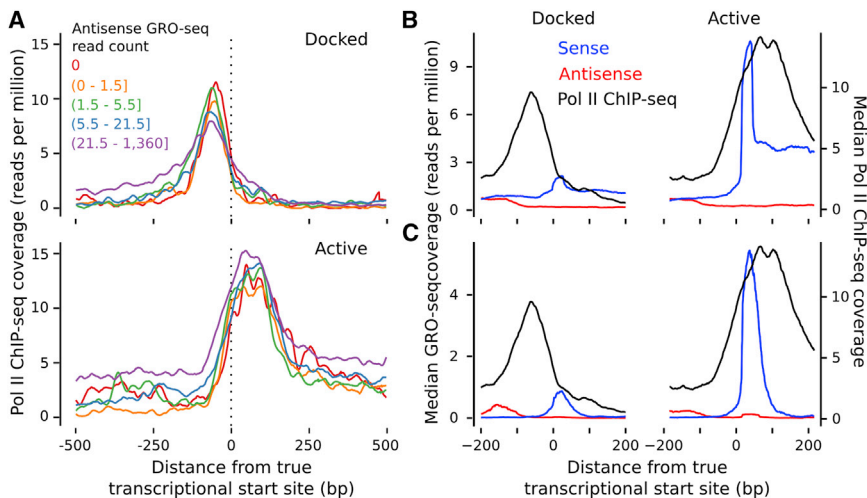 A
Antisense GRO-seq
read count
0
(0 - 1.5]
(1.5 - 5.5]
(5.5 - 21.5]
(21.5 - 1,360]
Docked
15
10
5
0
Active
15
10
5
0
Pol II ChIP-seq coverage (reads per million)
-500
-250
0
250
500
Distance from true
transcriptional start site (bp)
B
Docked
Active
Sense
Antisense
Pol II ChIP-seq
9
6
3
0
10
5
0
C
4
2
0
10
5
0
Median GRO-seqcoverage (reads per million)
Median Pol II
ChIP-seq coverage
-200
0
200
-200
0
200
Distance from true
transcriptional start site (bp)